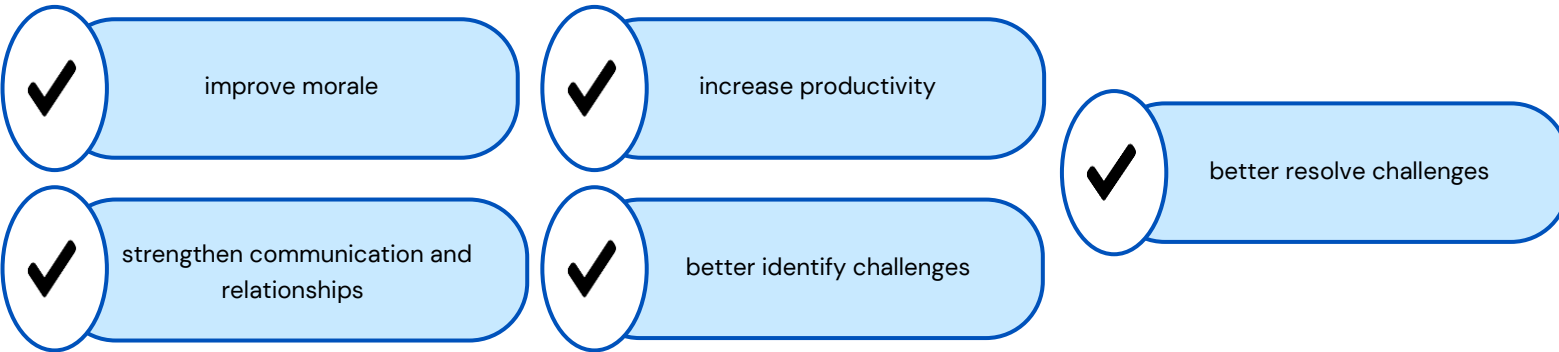 improve morale
increase productivity
better resolve challenges
strengthen communication and
relationships
better identify challenges